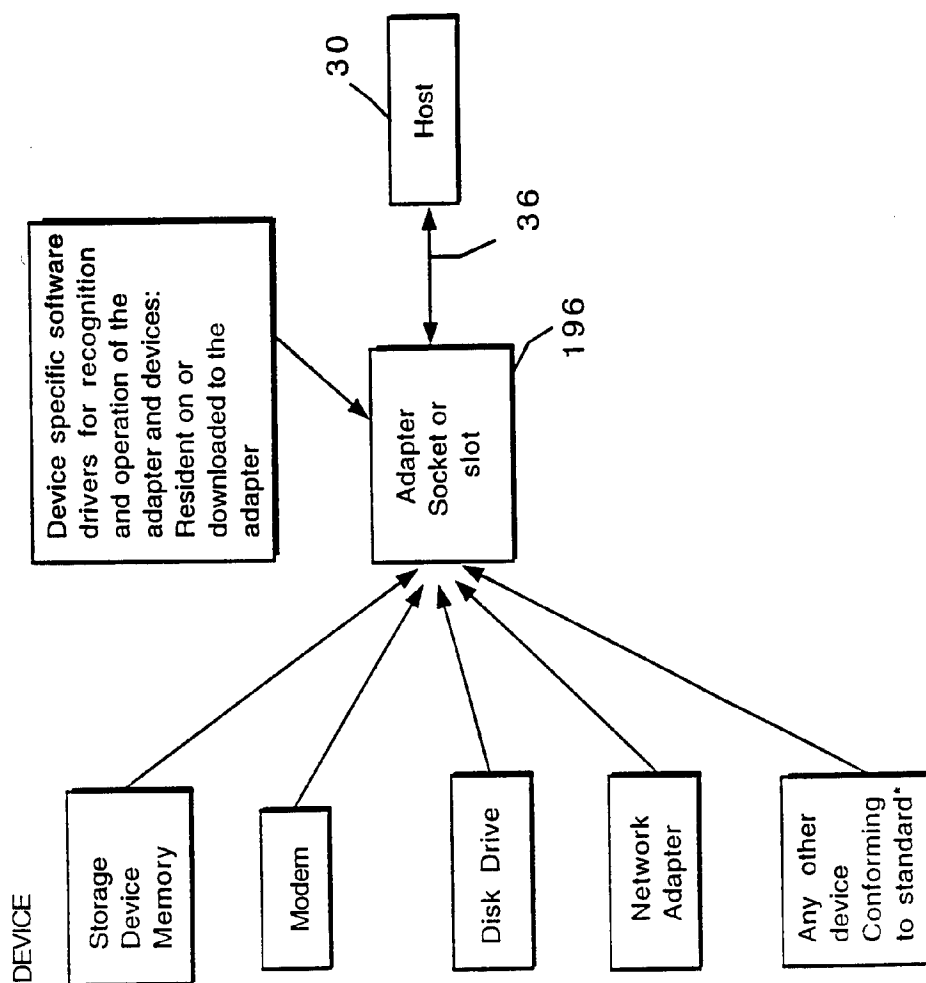 DEVICE
Storage
Device
Memory
Modem
Disk Drive
Network
Adapter
Any other
device
Conforming
to standard*
Device specific software
drivers for recognition
and operation of the
adapter and devices:
Resident on or
downloaded to the
adapter
Adapter
Socket or
slot
196
36
Host
30